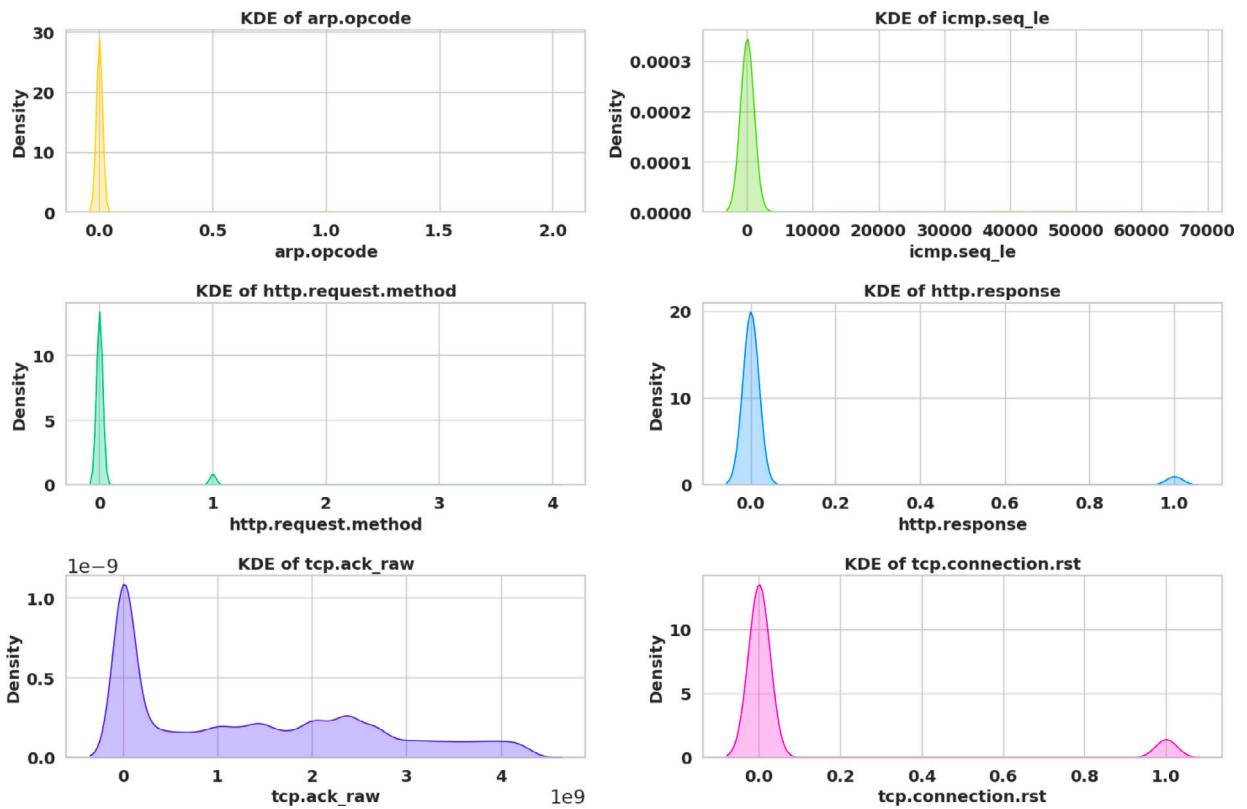 KDE of arp.opcode
30
20
10
0
Density
0.0 0.5 1.0 1.5 2.0
arp.opcode
KDE of icmp.seq_le
0.0003
0.0002
0.0001
0.0000
Density
0 10000 20000 30000 40000 50000 60000 70000
icmp.seq_le
KDE of http.request.method
10
5
0
Density
0 1 2 3 4
http.request.method
KDE of http.response
20
10
0
Density
0.0 0.2 0.4 0.6 0.8 1.0
http.response
KDE of tcp.ack_raw
1e−9
1.0
0.5
0.0
Density
0 1 2 3 4
1e9
tcp.ack_raw
KDE of tcp.connection.rst
10
5
0
Density
0.0 0.2 0.4 0.6 0.8 1.0
tcp.connection.rst